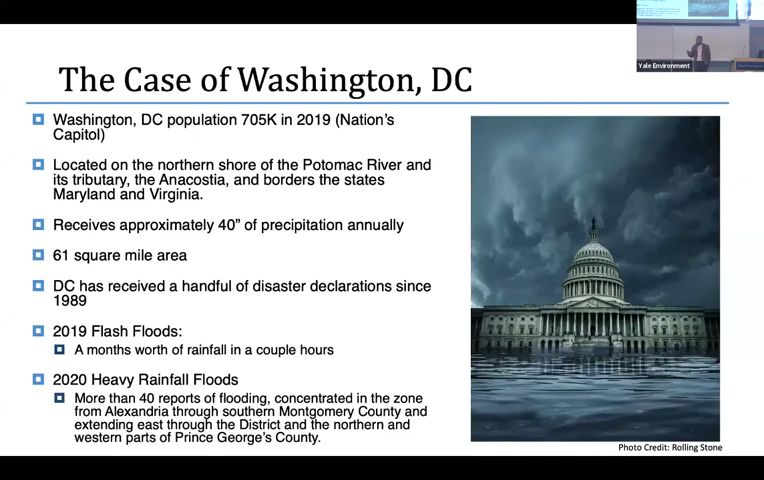 Yale Environment
The Case of Washington, DC
Washington, DC population 705K in 2019 (Nation's
Capitol)
Located on the northern shore of the Potomac River and
its tributary, the Anacostia, and borders the states
Maryland and Virginia.
Receives approximately 40” of precipitation annually
61 square mile area
DC has received a handful of disaster declarations since
1989
2019 Flash Floods:
A months worth of rainfall in a couple hours
2020 Heavy Rainfall Floods
More than 40 reports of flooding, concentrated in the zone
from Alexandria through southern Montgomery County and
extending east through the District and the northern and
western parts of Prince George's County.
Photo Credit: Rolling Stone